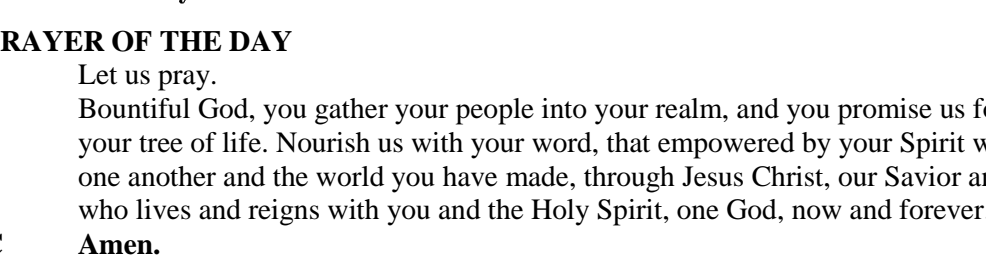 RAYER OF THE DAY
Let us pray.
Bountiful God, you gather your people into your realm, and you promise us
your tree of life. Nourish us with your word, that empowered by your Spirit
one another and the world you have made, through Jesus Christ, our Savior
who lives and reigns with you and the Holy Spirit, one God, now and forever
Amen.